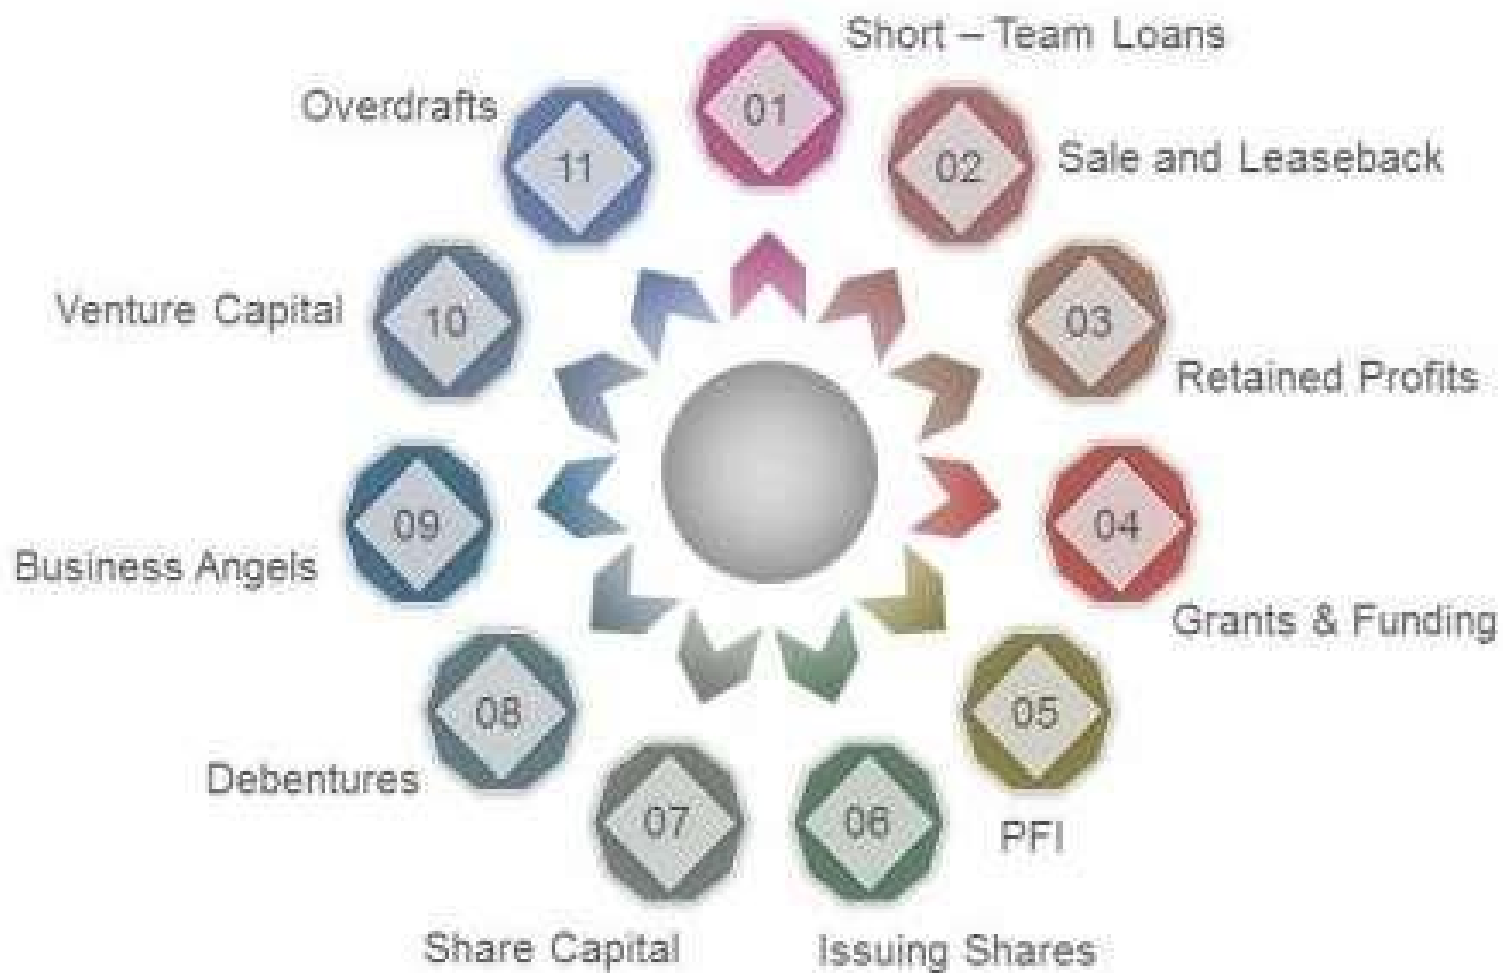 01
Short – Team Loans
02
Sale and Leaseback
03
Retained Profits
04
Grants & Funding
05
PFI
06
Issuing Shares
07
Share Capital
08
Debentures
09
Business Angels
10
Venture Capital
11
Overdrafts